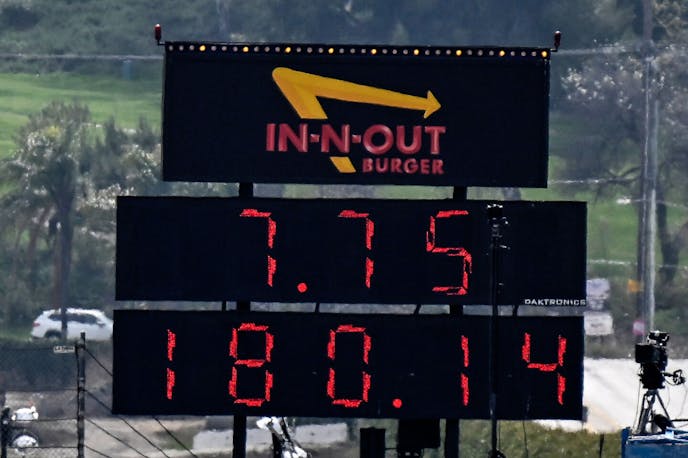 IN-N-OUT
BURGER
7.75
DAKTRONICS
180.14